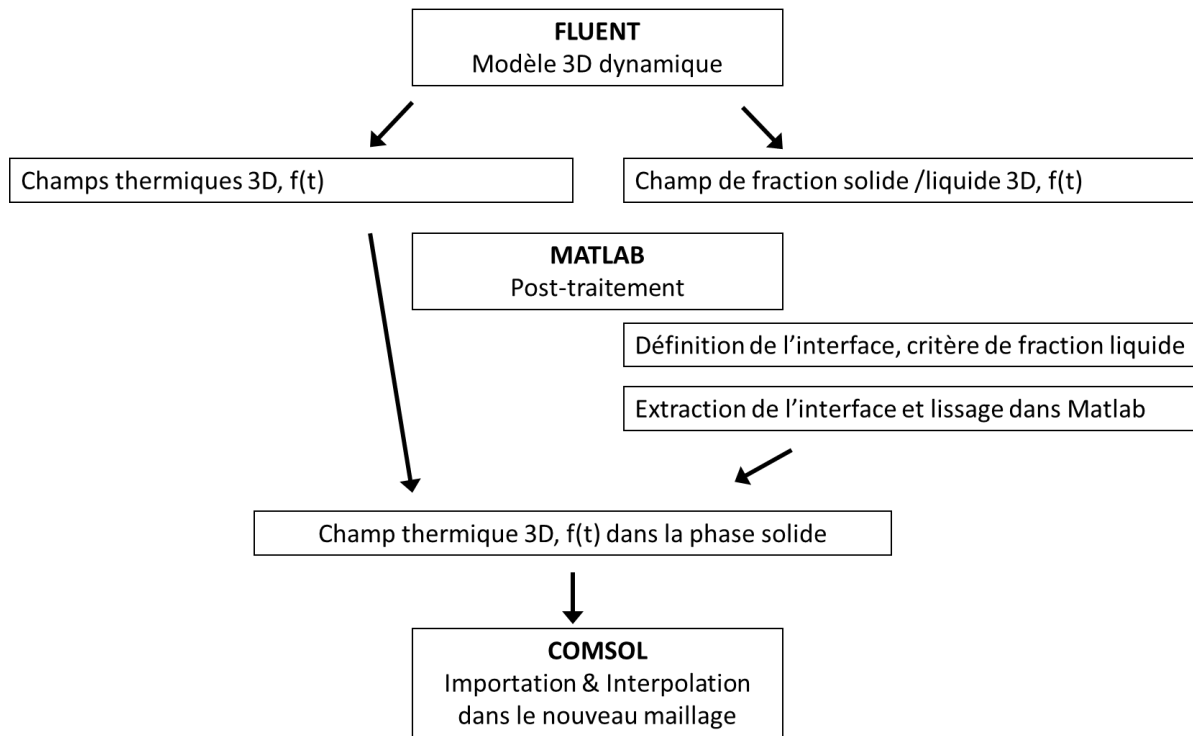 FLUENT
Modèle 3D dynamique
Champs thermiques 3D, f(t)
Champ de fraction solide /liquide 3D, f(t)
MATLAB
Post-traitement
Définition de l’interface, critère de fraction liquide
Extraction de l’interface et lissage dans Matlab
Champ thermique 3D, f(t) dans la phase solide
COMSOL
Importation & Interpolation
dans le nouveau maillage